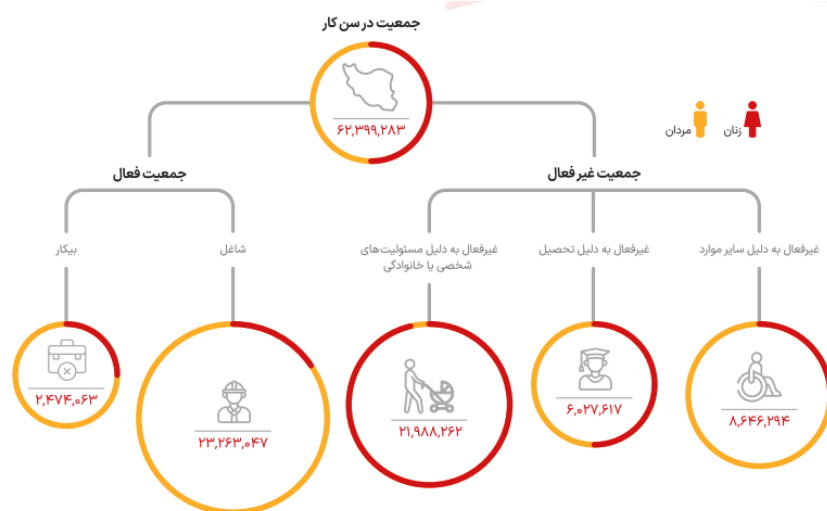 جمعیت در سن کار
۶۲,۳۹۹,۲۸۳
زنان
مردان
جمعیت غیر فعال
جمعیت فعال
غیرفعال به دلیل سایر موارد
غیرفعال به دلیل تحصیل
غیرفعال به دلیل مسئولیت‌های
شخصی یا خانوادگی
شاغل
بیکار
۸,۶۴۶,۲۹۴
۶,۰۲۷,۶۱۷
۲۱,۹۸۸,۲۶۲
۲۳,۲۶۳,۰۴۷
۲,۴۷۴,۰۶۳